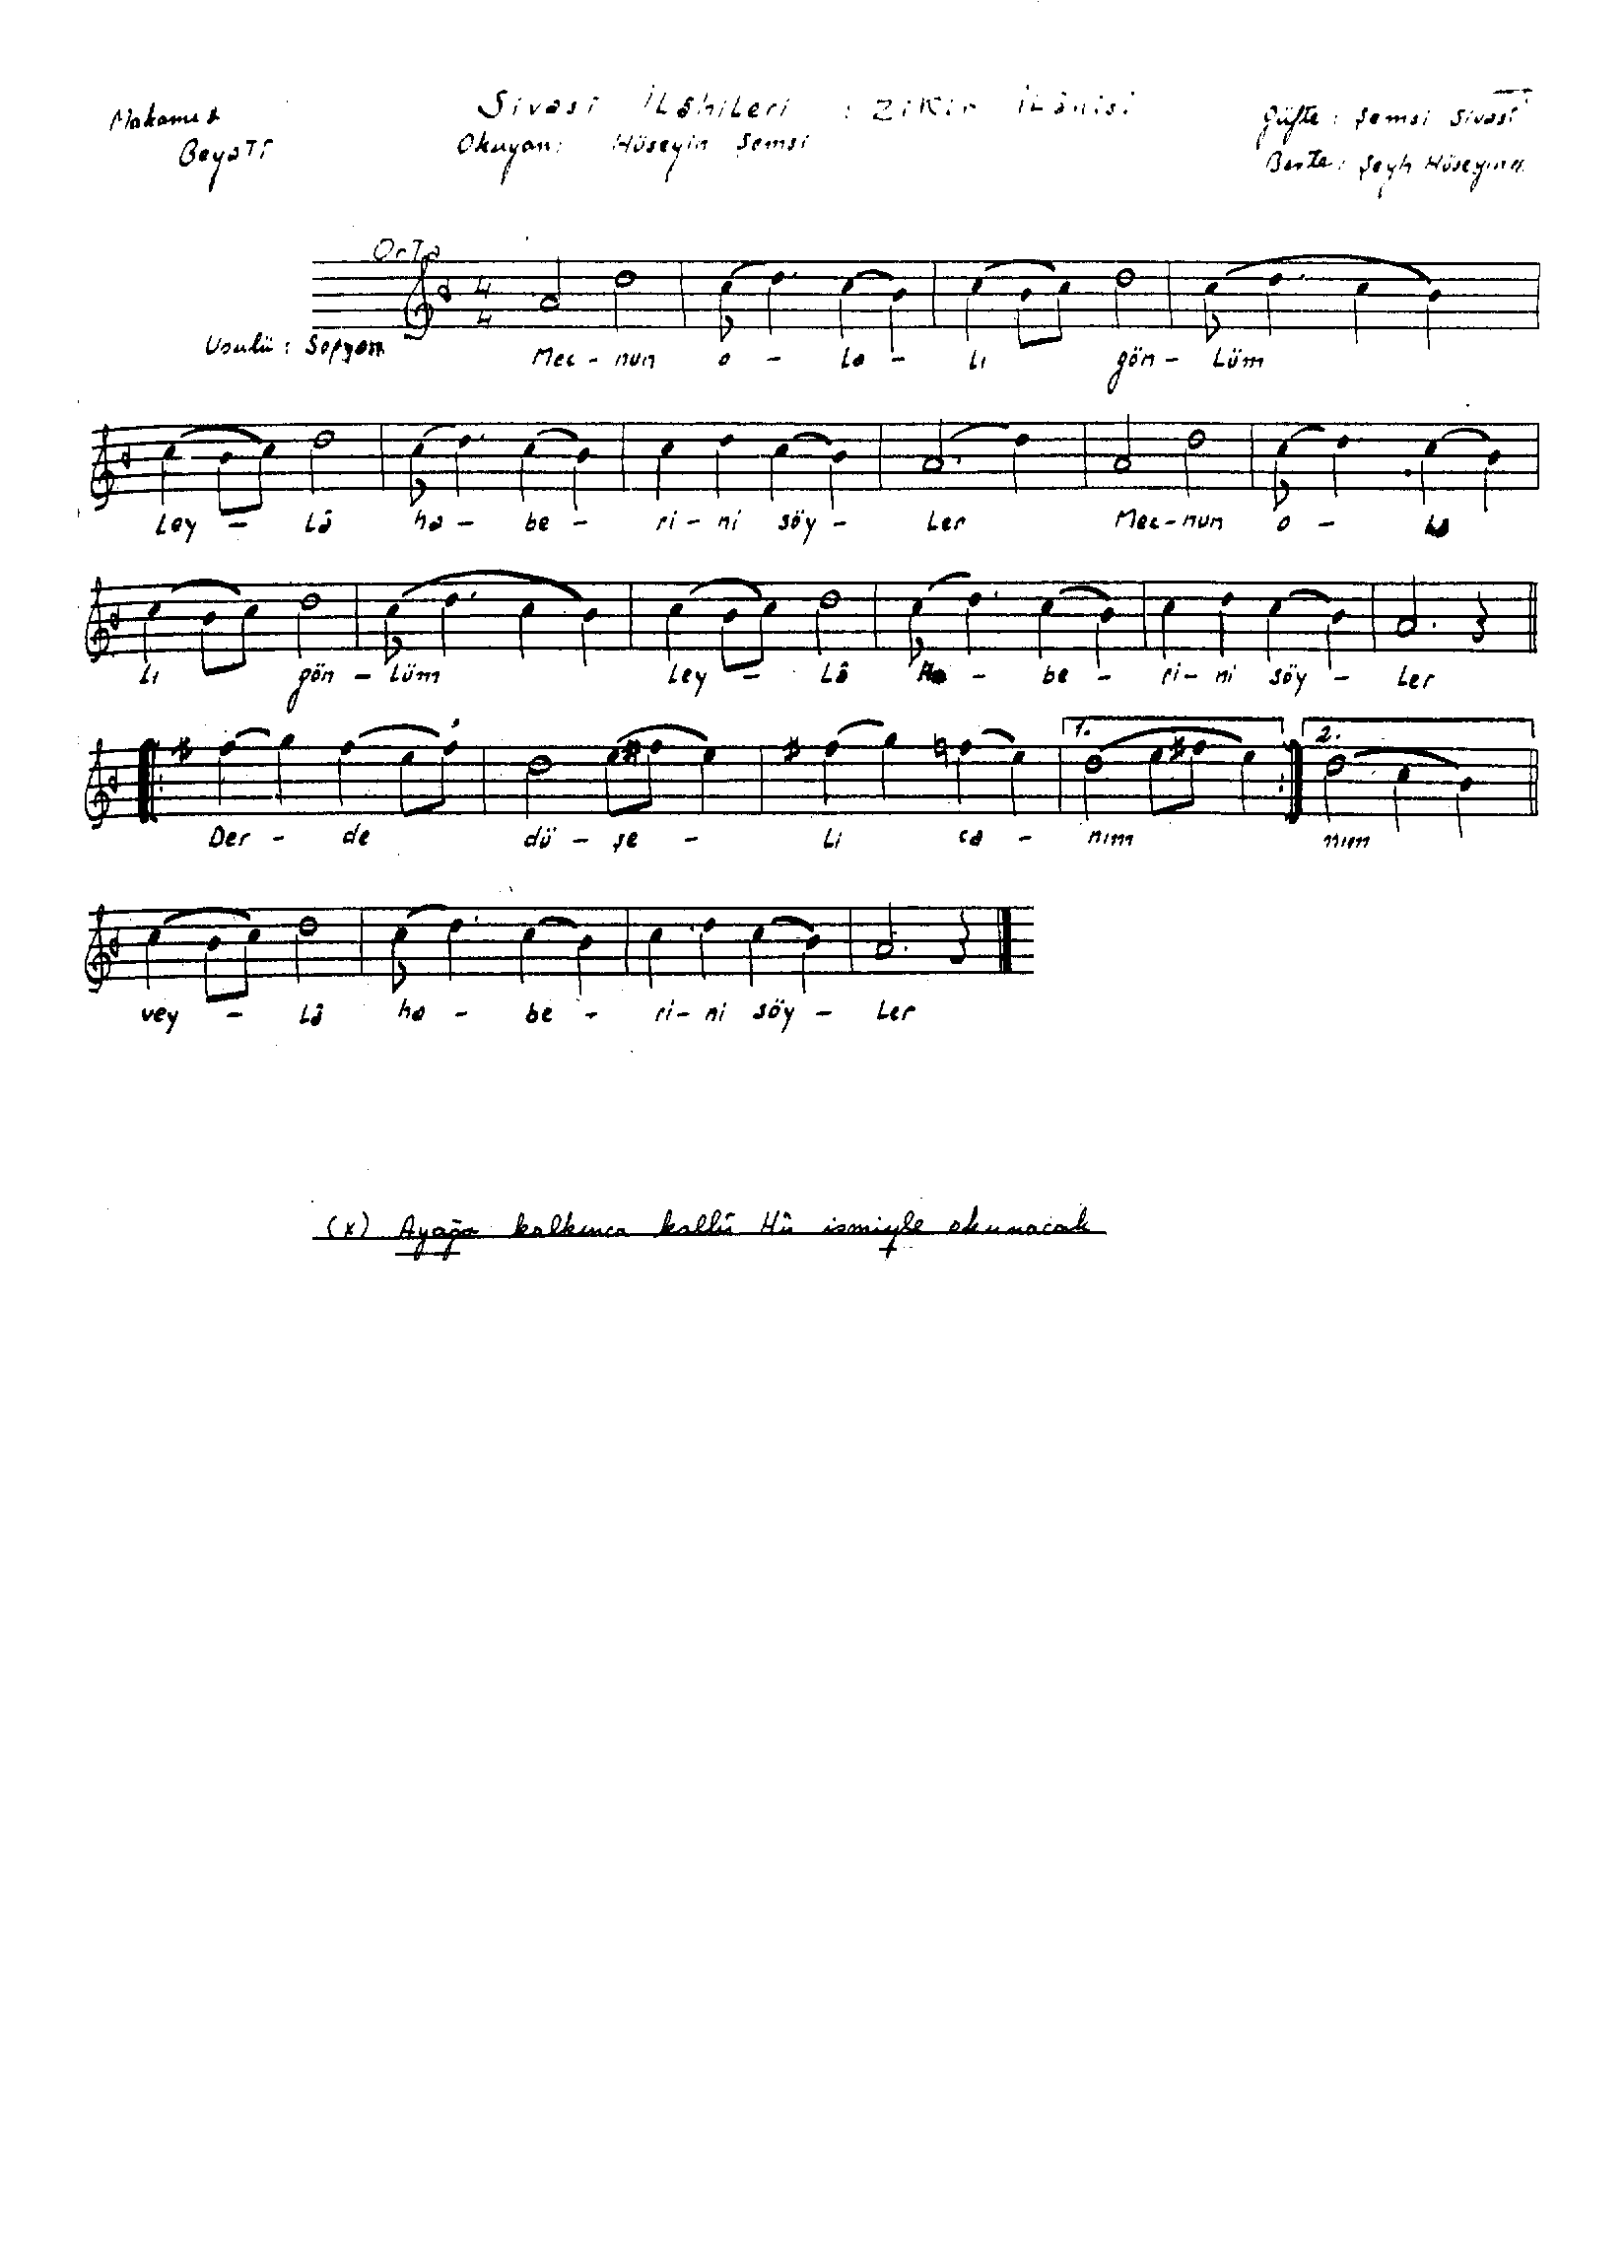 Makamı :
Beyati
Sivasi İlâhileri : Zikir İlâhisi
Okuyan: Hüseyin Şemsi
Güfte : Şemsi Sivasi
Beste : Şeyh Hüseyin
Orta
Usulü : Sofyan
4
4
Mec - nun o - la - lı gön - lüm
Ley - lâ ha - be - ri - ni söy - ler Mec - nun o - la
lı gön - lüm Ley - lâ ha - be - ri - ni söy - ler
1. 2.
Der - de dü - şe - li ca - nım nım
vey - lâ ha - be - ri - ni söy - ler
(x) Ayağa kalkınca kallû Hû ismiyle okunacak